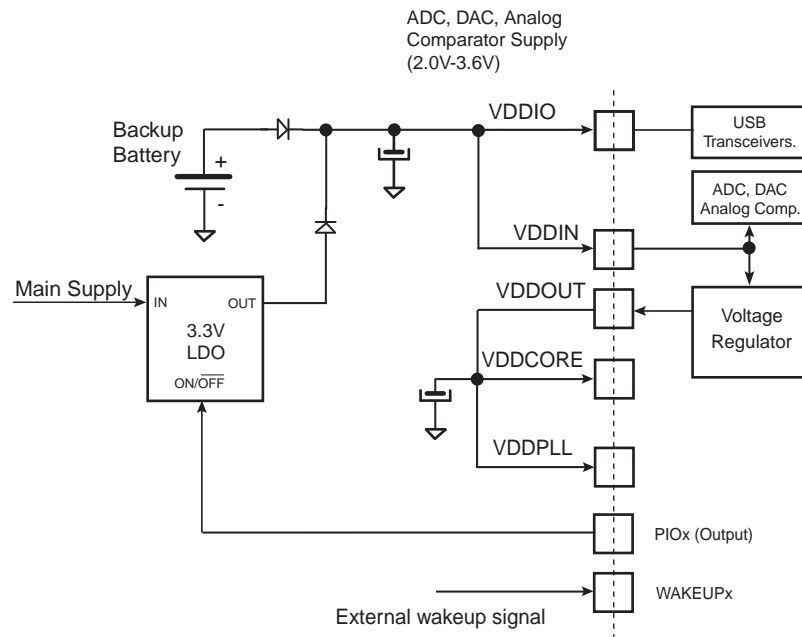 ADC, DAC, Analog
Comparator Supply
(2.0V-3.6V)
VDDIO
USB
Transceivers.
Backup
Battery
+
-
ADC, DAC
Analog Comp.
VDDIN
Main Supply
IN
OUT
3.3V
LDO
ON/OFF
VDDOUT
Voltage
Regulator
VDDCORE
VDDPLL
PIOx (Output)
WAKEUPx
External wakeup signal